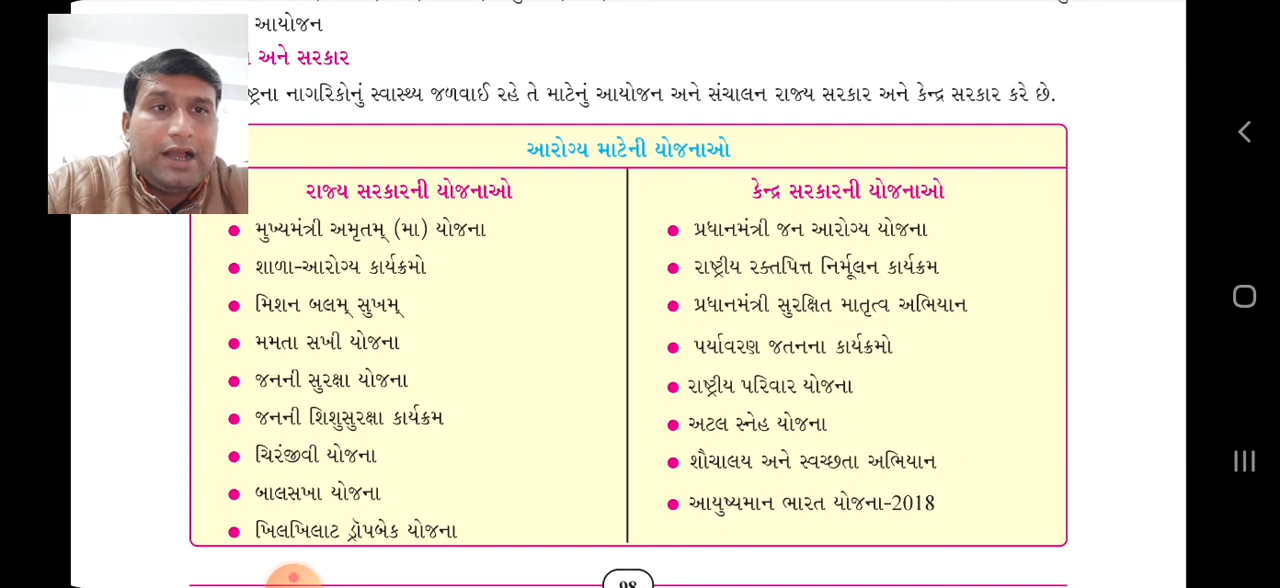 આયોજન
અને સરકાર
નાગરિકોનું સ્વાસ્થ્ય જળવાઈ રહે તે માટેનું આયોજન અને સંચાલન રાજ્ય સરકાર અને કેન્દ્ર સરકાર કરે છે.
આરોગ્ય માટેની યોજનાઓ
રાજ્ય સરકારની યોજનાઓ
મુખ્યમંત્રી અમૃતમ્ (મા) યોજના
શાળા-આરોગ્ય કાર્યક્રમો
મિશન બલમ્ સુખમ્
મમતા સખી યોજના
જનની સુરક્ષા યોજના
જનની શિશુસુરક્ષા કાર્યક્રમ
ચિરંજીવી યોજના
બાલસખા યોજના
ખિલખિલાટ ડ્રૉપબેક યોજના
કેન્દ્ર સરકારની યોજનાઓ
પ્રધાનમંત્રી જન આરોગ્ય યોજના
રાષ્ટ્રીય રક્તપિત્ત નિર્મૂલન કાર્યક્રમ
પ્રધાનમંત્રી સુરક્ષિત માતૃત્વ અભિયાન
પર્યાવરણ જતનના કાર્યક્રમો
રાષ્ટ્રીય પરિવાર યોજના
અટલ સ્નેહ યોજના
શૌચાલય અને સ્વચ્છતા અભિયાન
આયુષ્યમાન ભારત યોજના-2018